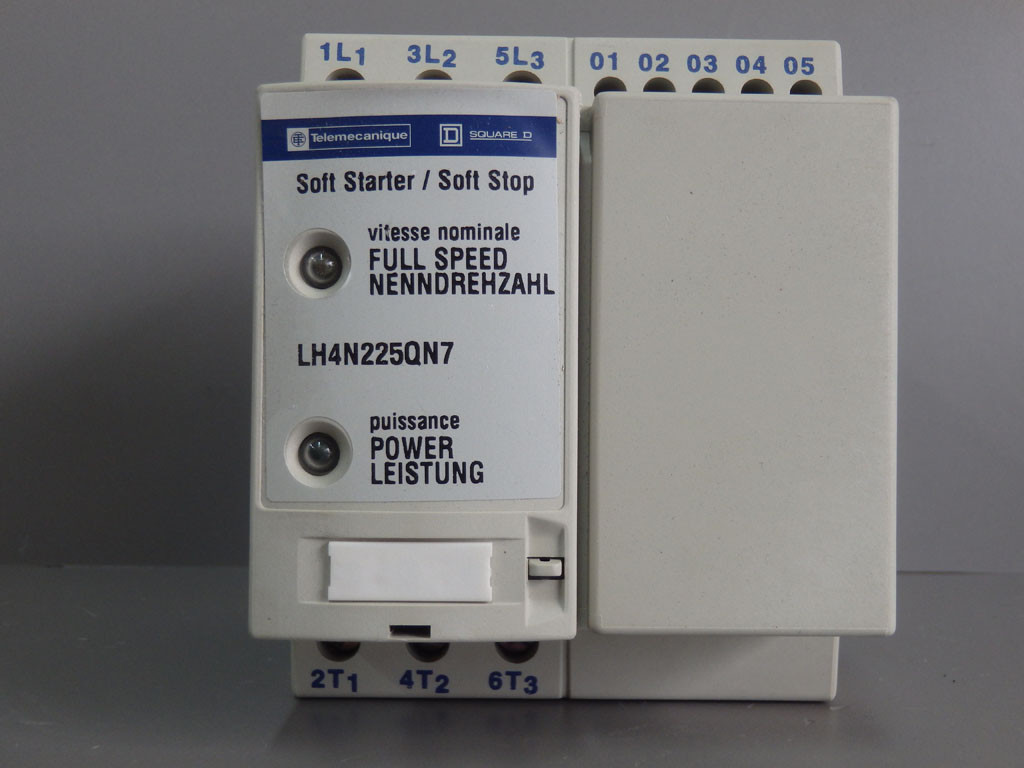 1L1 3L2 5L3 01 02 03 04 05
Telemecanique D SQUARE D
Soft Starter / Soft Stop
vitesse nominale
FULL SPEED
NENNDREHZAHL
LH4N225QN7
puissance
POWER
LEISTUNG
2T1 4T2 6T3